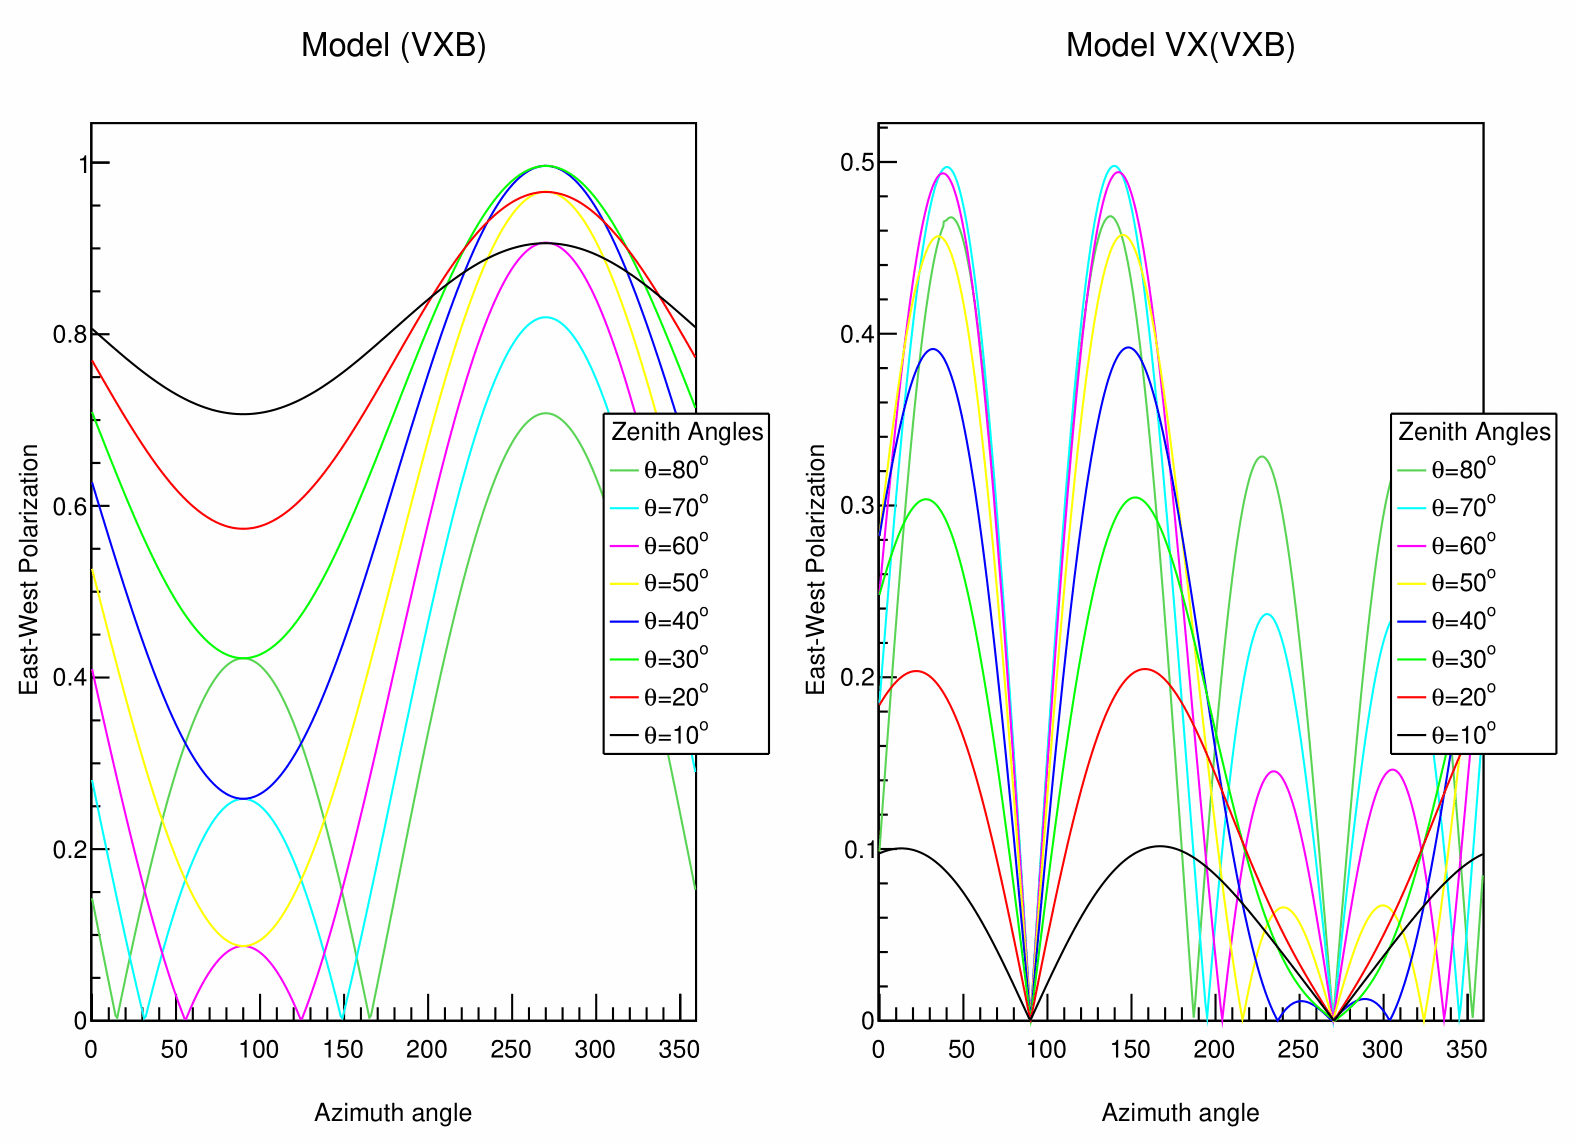 Model (VXB)
East-West Polarization
1
0.8
0.6
0.4
0.2
0
0 50 100 150 200 250 300 350
Azimuth angle
Zenith Angles
θ=80°
θ=70°
θ=60°
θ=50°
θ=40°
θ=30°
θ=20°
θ=10°
Model VX(VXB)
East-West Polarization
0.5
0.4
0.3
0.2
0.1
0
0 50 100 150 200 250 300 350
Azimuth angle
Zenith Angles
θ=80°
θ=70°
θ=60°
θ=50°
θ=40°
θ=30°
θ=20°
θ=10°